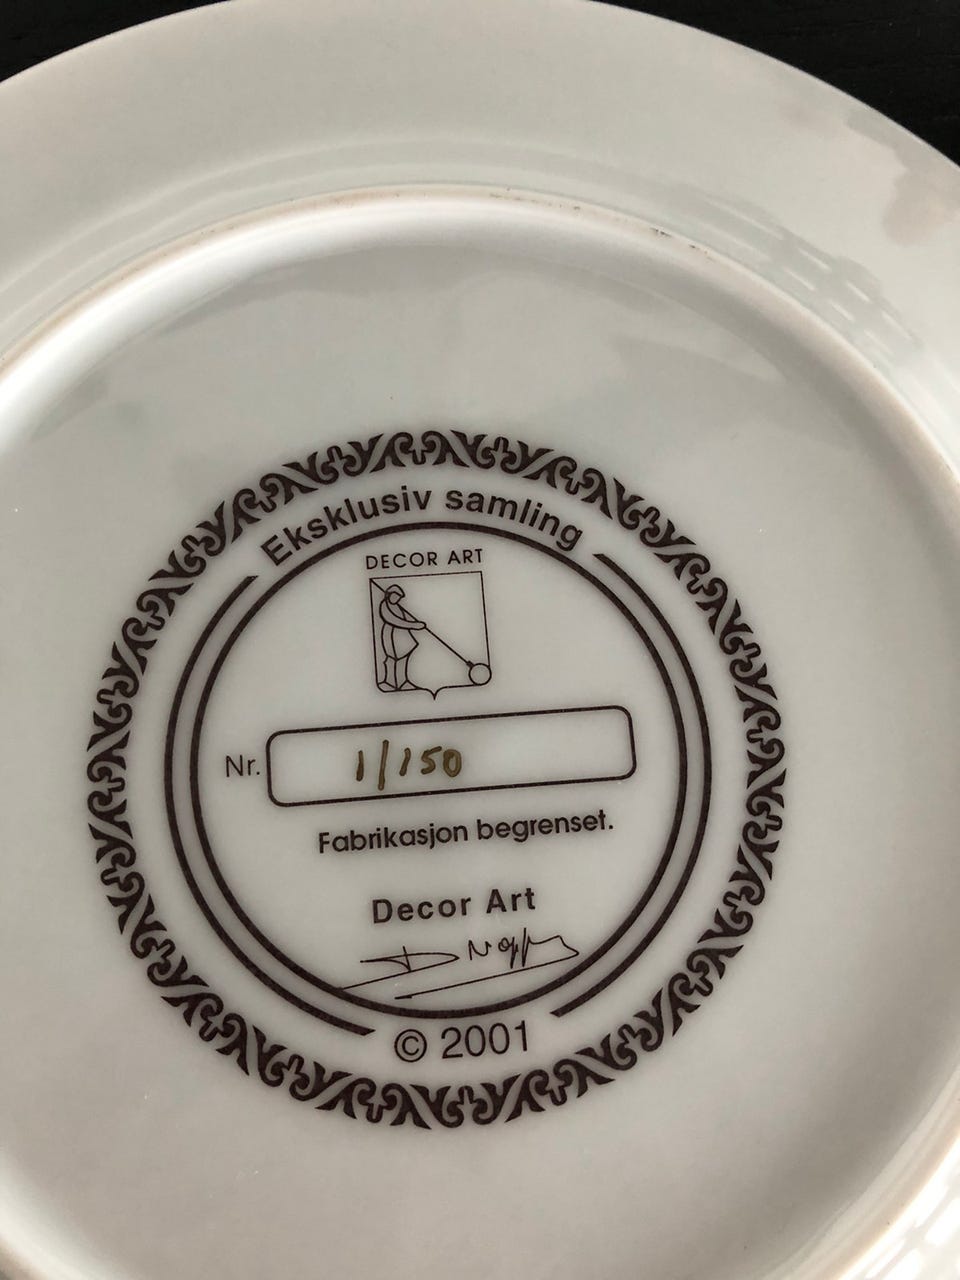 Eksklusiv samling
DECOR ART
Nr. 1/150
Fabrikasjon begrenset.
Decor Art
© 2001